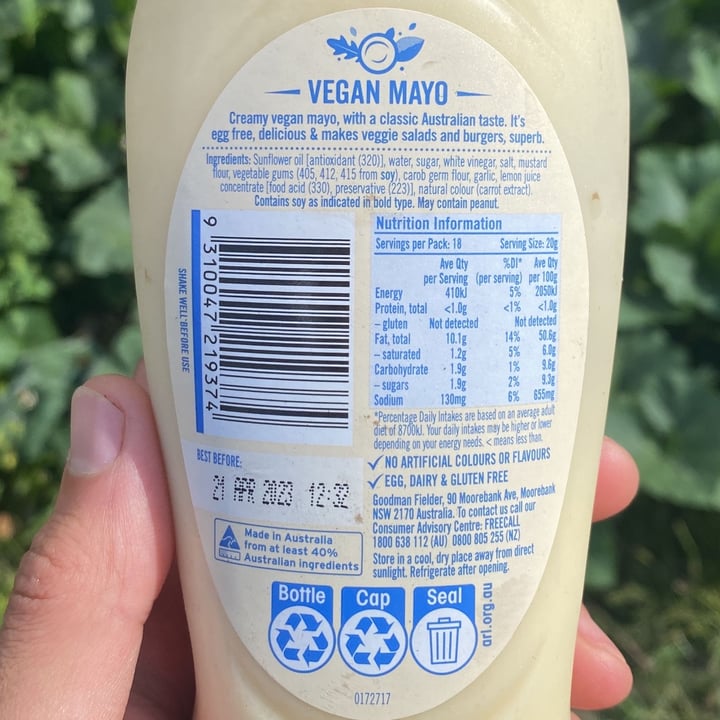 VEGAN MAYO
Creamy vegan mayo, with a classic Australian taste. It's
egg free, delicious & makes veggie salads and burgers, superb.
Ingredients: Sunflower oil [antioxidant (320)], water, sugar, white vinegar, salt, mustard
flour, vegetable gums (405, 412, 415 from soy), carob germ flour, garlic, lemon juice
concentrate [food acid (330), preservative (223)], natural colour (carrot extract).
Contains soy as indicated in bold type. May contain peanut.
9 310047 219374
SHAKE WELL BEFORE USE
Nutrition Information
Servings per Pack: 18 Serving Size: 20g
Ave Qty %DI* Ave Qty
per Serving (per serving) per 100g
Energy 410kJ 5% 2050kJ
Protein, total <1.0g <1% <1.0g
– gluten Not detected Not detected
Fat, total 10.1g 14% 50.6g
– saturated 1.2g 5% 6.0g
Carbohydrate 1.9g 1% 9.6g
– sugars 1.9g 2% 9.3g
Sodium 130mg 6% 655mg
*Percentage Daily Intakes are based on an average adult
diet of 8700kJ. Your daily intakes may be higher or lower
depending on your energy needs. < means less than.
✓ NO ARTIFICIAL COLOURS OR FLAVOURS
✓ EGG, DAIRY & GLUTEN FREE
BEST BEFORE:
21 APR 2023 12:32
Goodman Fielder, 90 Moorebank Ave, Moorebank
NSW 2170 Australia. To contact us call our
Consumer Advisory Centre: FREECALL
1800 638 112 (AU) 0800 805 255 (NZ)
Store in a cool, dry place away from direct
sunlight. Refrigerate after opening.
Made in Australia
from at least 40%
Australian ingredients
Bottle Cap Seal
arl.org.au
0172717